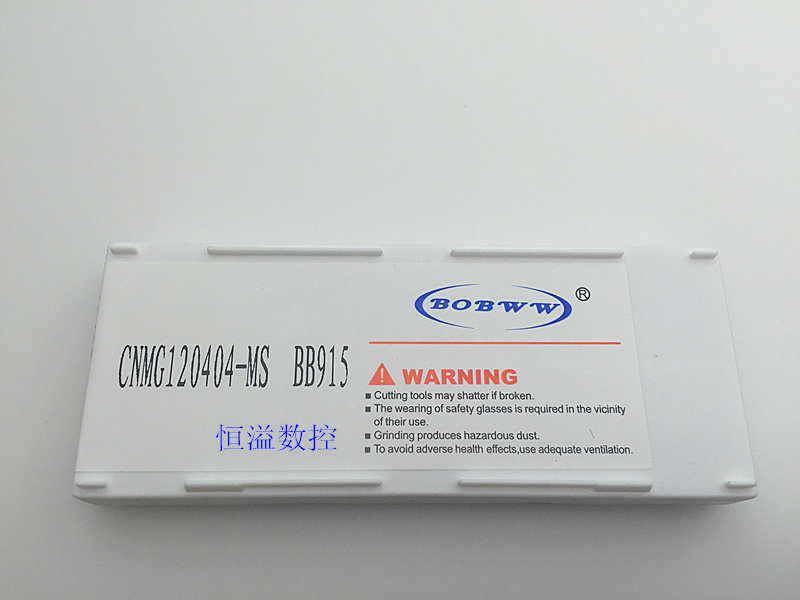 BOBWW®
CNMG120404-MS BB915
WARNING
Cutting tools may shatter if broken.
The wearing of safety glasses is required in the vicinity
of their use.
Grinding produces hazardous dust.
To avoid adverse health effects,use adequate ventilation.
恒溢数控